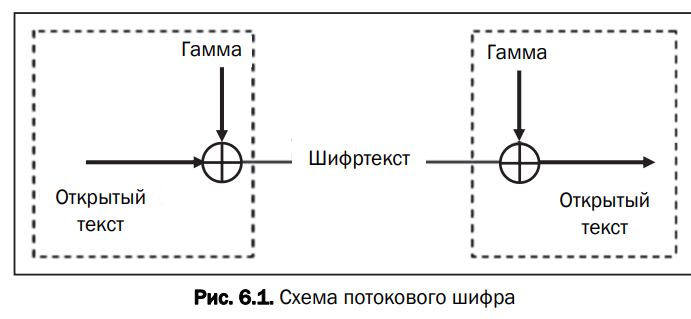 Гамма
Гамма
Шифртекст
Открытый
текст
Открытый
текст
Рис. 6.1. Схема потокового шифра